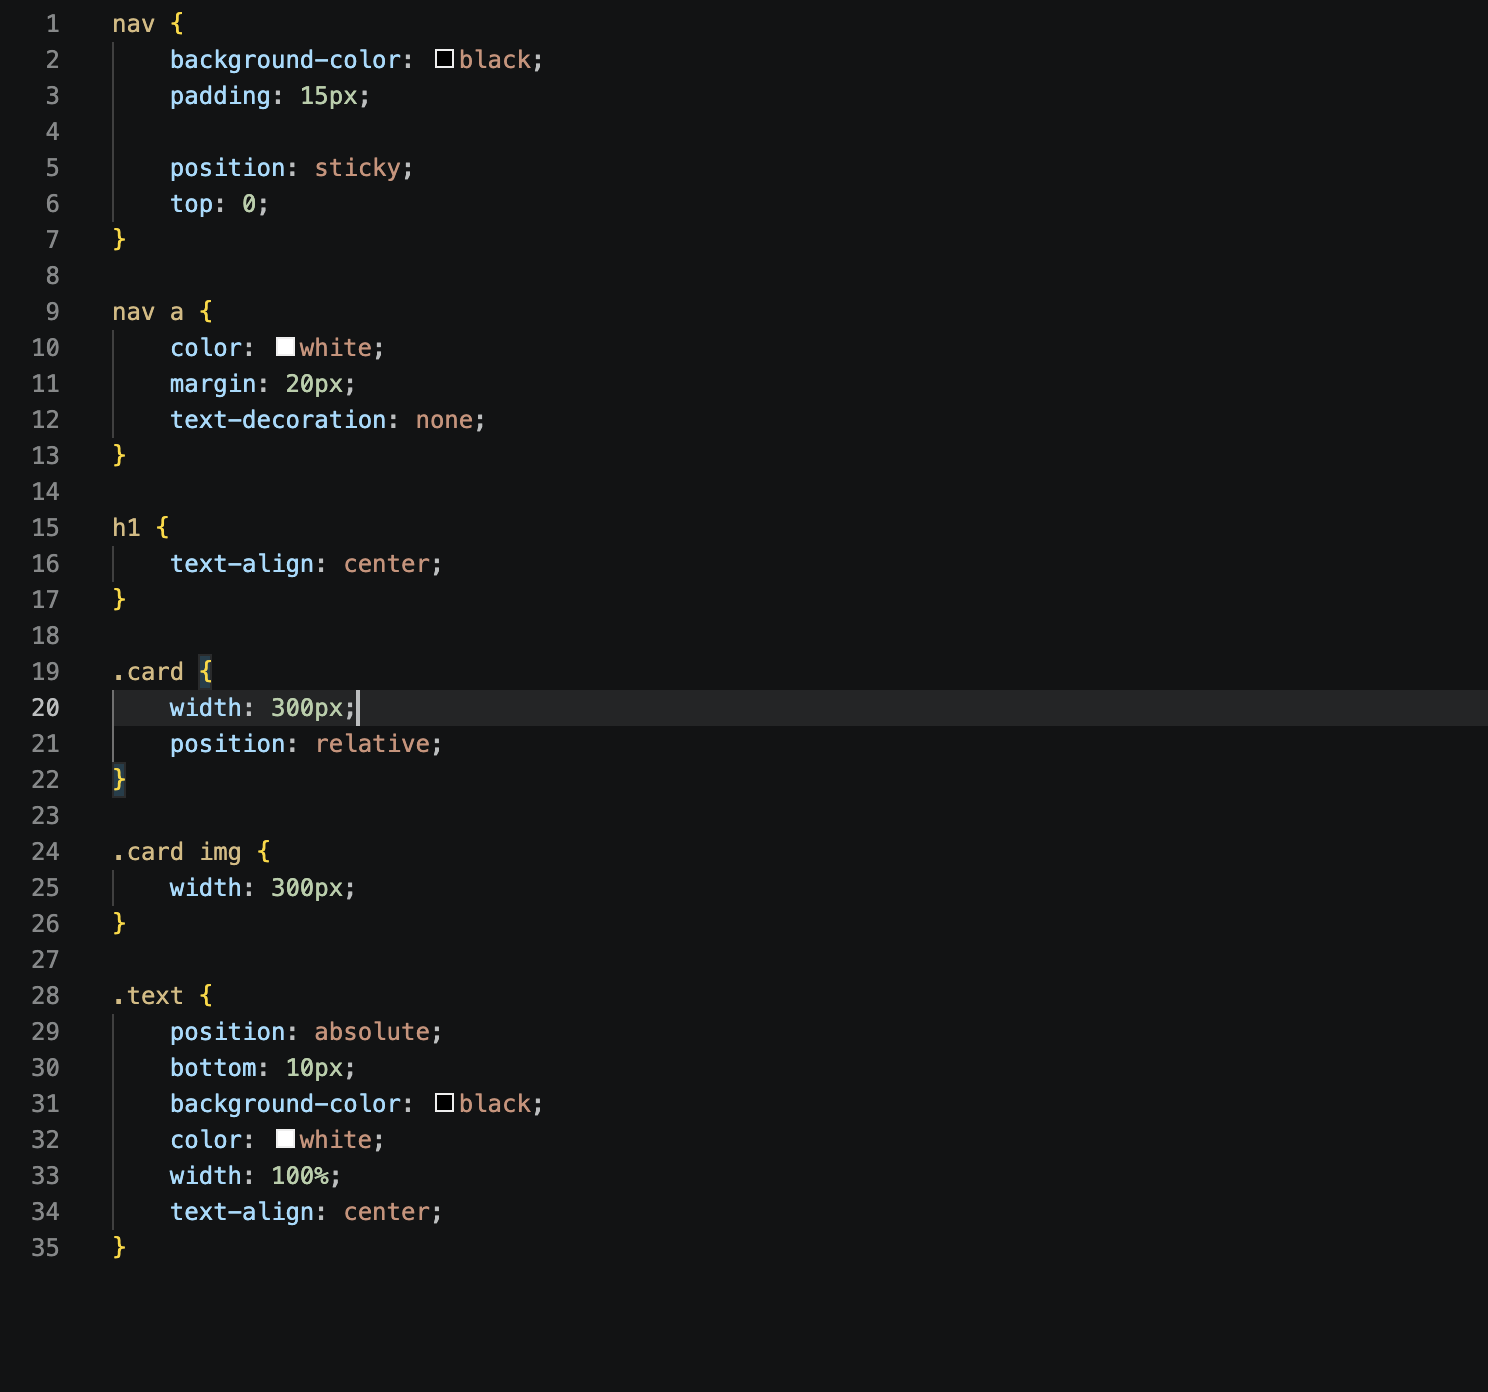 1 nav {
2     background-color: black;
3     padding: 15px;
4
5     position: sticky;
6     top: 0;
7 }
8
9 nav a {
10     color: white;
11     margin: 20px;
12     text-decoration: none;
13 }
14
15 h1 {
16     text-align: center;
17 }
18
19 .card {
20     width: 300px;
21     position: relative;
22 }
23
24 .card img {
25     width: 300px;
26 }
27
28 .text {
29     position: absolute;
30     bottom: 10px;
31     background-color: black;
32     color: white;
33     width: 100%;
34     text-align: center;
35 }